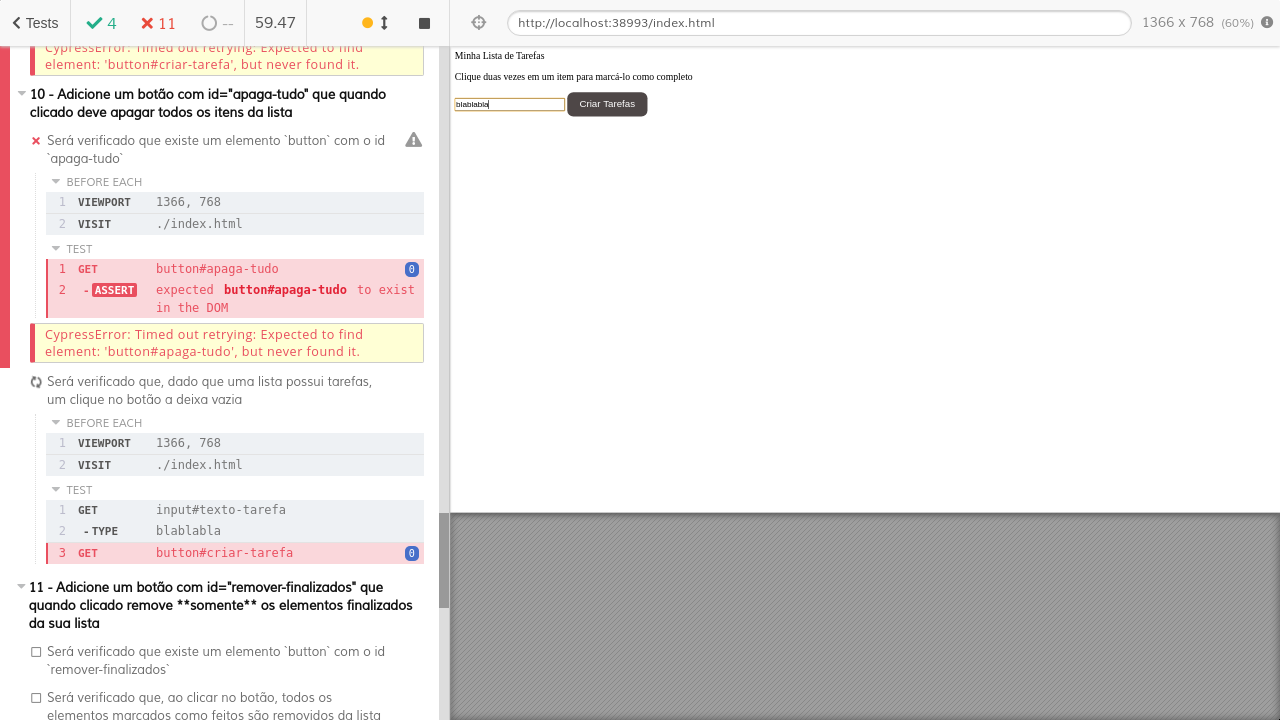 Tests 4 11 -- 59.47 http://localhost:38993/index.html 1366 x 768 (60%)
CypressError: Timed out retrying: Expected to find
element: 'button#criar-tarefa', but never found it.
10 - Adicione um botão com id="apaga-tudo" que quando
clicado deve apagar todos os itens da lista
Será verificado que existe um elemento `button` com o id
`apaga-tudo`
BEFORE EACH
1 VIEWPORT 1366, 768
2 VISIT ./index.html
TEST
1 GET button#apaga-tudo 0
2 -ASSERT expected button#apaga-tudo to exist
in the DOM
CypressError: Timed out retrying: Expected to find
element: 'button#apaga-tudo', but never found it.
Será verificado que, dado que uma lista possui tarefas,
um clique no botão a deixa vazia
BEFORE EACH
1 VIEWPORT 1366, 768
2 VISIT ./index.html
TEST
1 GET input#texto-tarefa
2 -TYPE blablabla
3 GET button#criar-tarefa 0
11 - Adicione um botão com id="remover-finalizados" que
quando clicado remove **somente** os elementos finalizados
da sua lista
Será verificado que existe um elemento `button` com o id
`remover-finalizados`
Será verificado que, ao clicar no botão, todos os
elementos marcados como feitos são removidos da lista
Minha Lista de Tarefas
Clique duas vezes em um item para marcá-lo como completo
blablabla Criar Tarefas